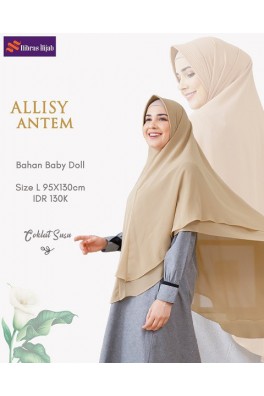 Nibras Hijab
ALLISY
ANTEM
Bahan Baby Doll
Size L 95X130cm
IDR 130K
Coklat Susu